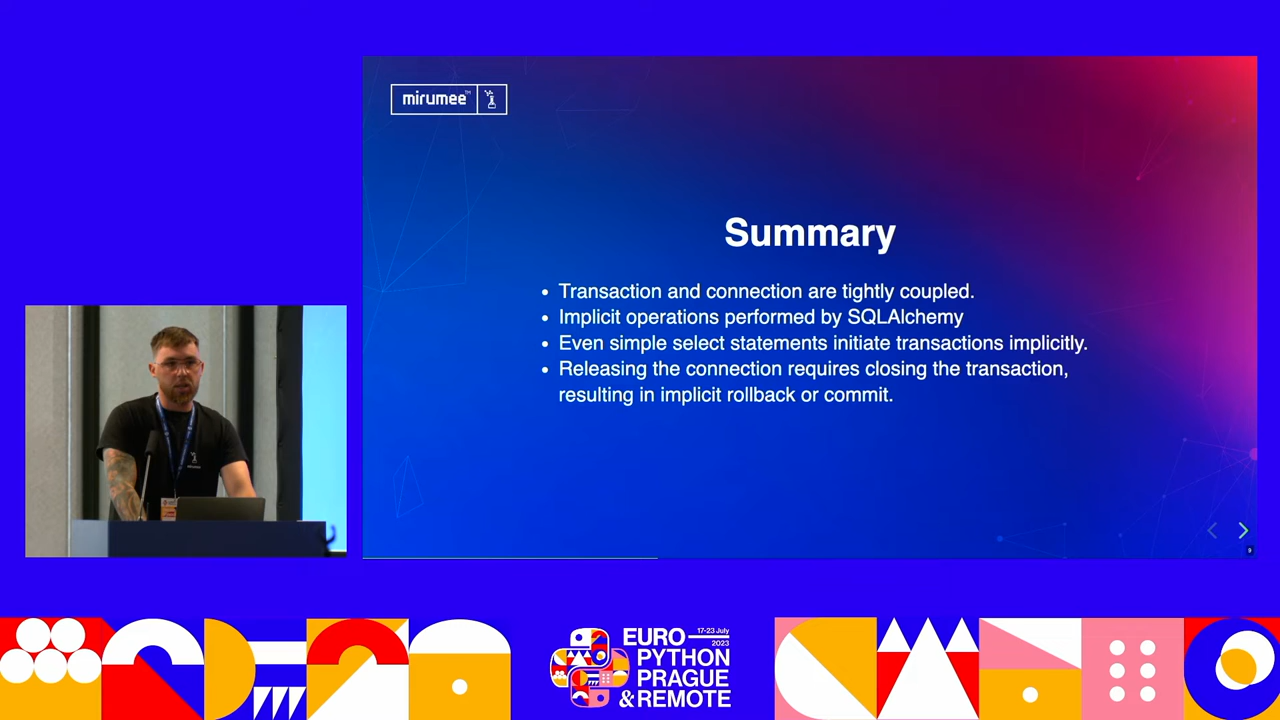 mirumee™
Summary
• Transaction and connection are tightly coupled.
• Implicit operations performed by SQLAlchemy
• Even simple select statements initiate transactions implicitly.
• Releasing the connection requires closing the transaction,
resulting in implicit rollback or commit.
9
EURO
17-23 July
2023
PYTHON
PRAGUE
& REMOTE